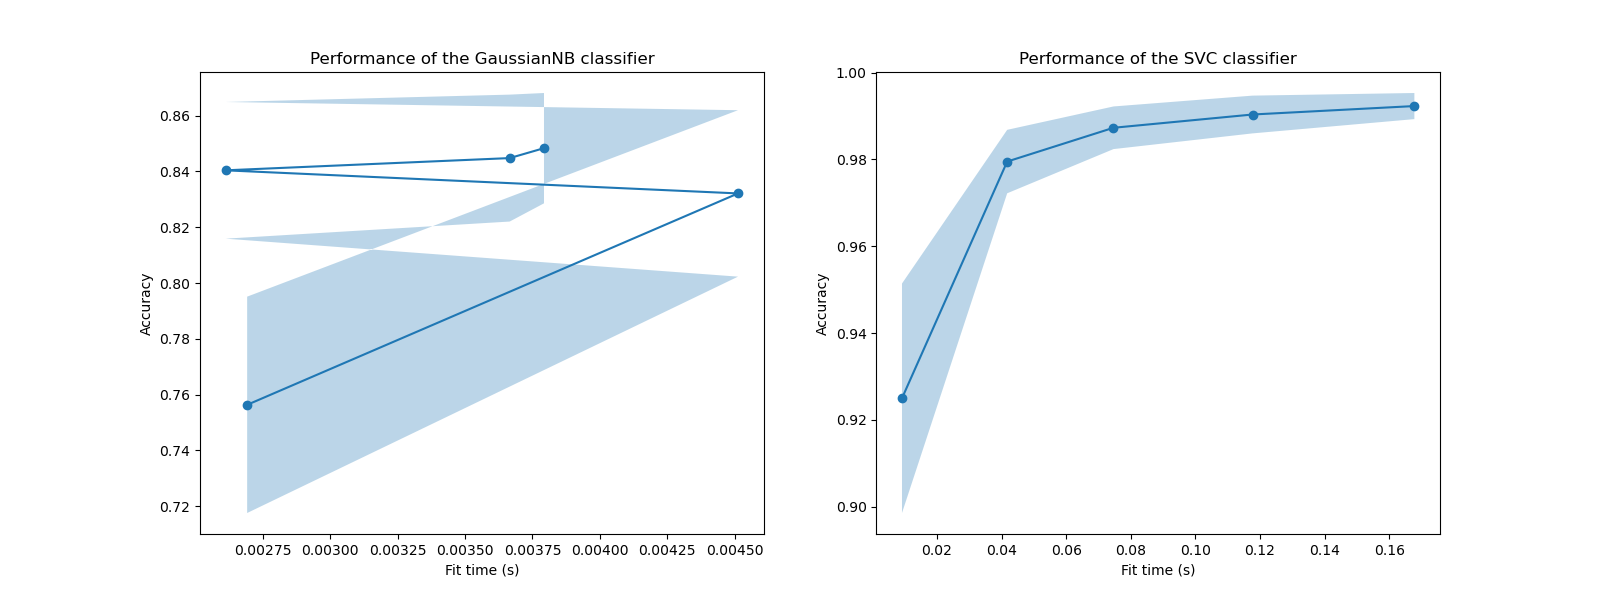 Performance of the GaussianNB classifier
0.86
0.84
0.82
0.80
0.78
0.76
0.74
0.72
Accuracy
0.00275 0.00300 0.00325 0.00350 0.00375 0.00400 0.00425 0.00450
Fit time (s)
Performance of the SVC classifier
1.00
0.98
0.96
0.94
0.92
0.90
Accuracy
0.02 0.04 0.06 0.08 0.10 0.12 0.14 0.16
Fit time (s)